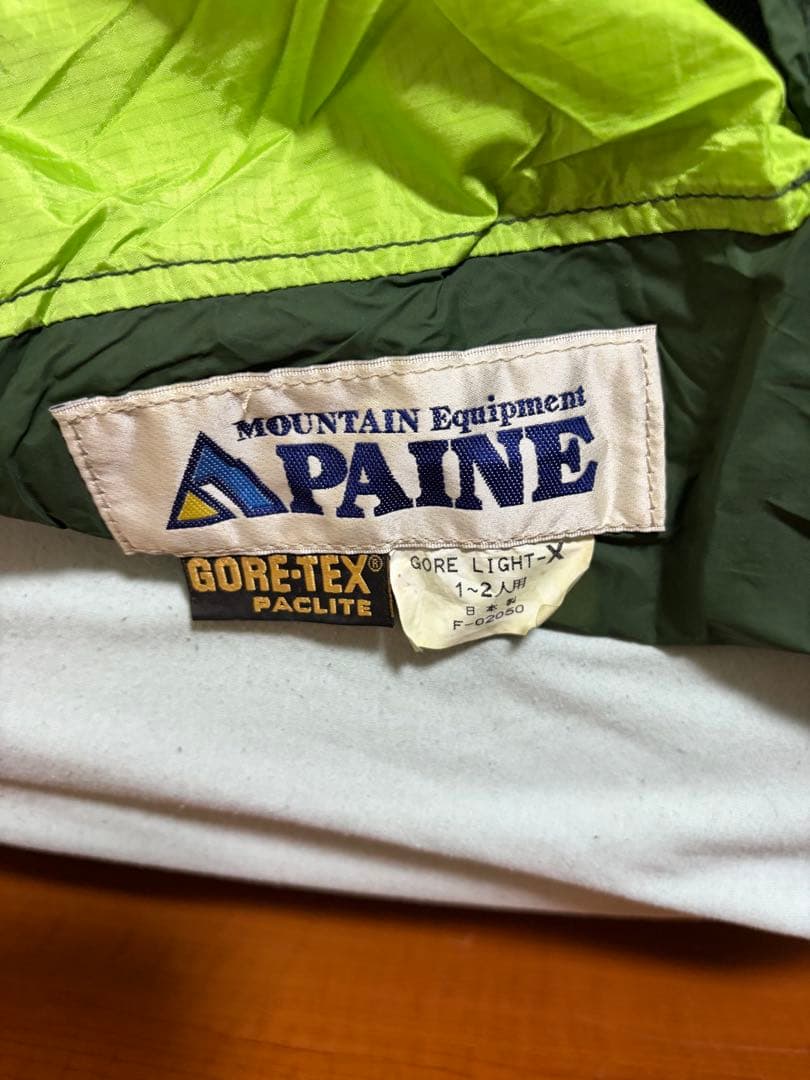 MOUNTAIN Equipment
PAINE
GORE-TEX®
PACLITE
GORE LIGHT-X
1~2人用
日本製
F-02050